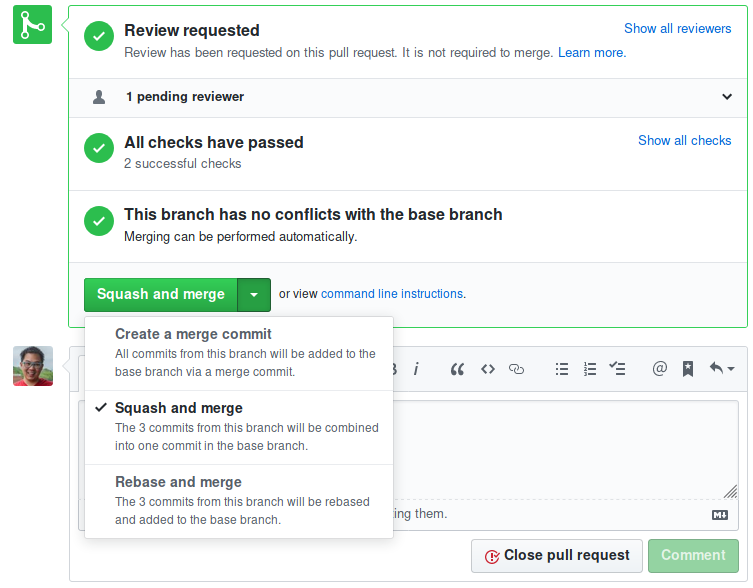 Review requested
Show all reviewers
Review has been requested on this pull request. It is not required to merge. Learn more.
1 pending reviewer
All checks have passed
Show all checks
2 successful checks
This branch has no conflicts with the base branch
Merging can be performed automatically.
Squash and merge
or view command line instructions.
Create a merge commit
All commits from this branch will be added to the
base branch via a merge commit.
Squash and merge
The 3 commits from this branch will be combined
into one commit in the base branch.
Rebase and merge
The 3 commits from this branch will be rebased
and added to the base branch.
ing them.
Close pull request
Comment